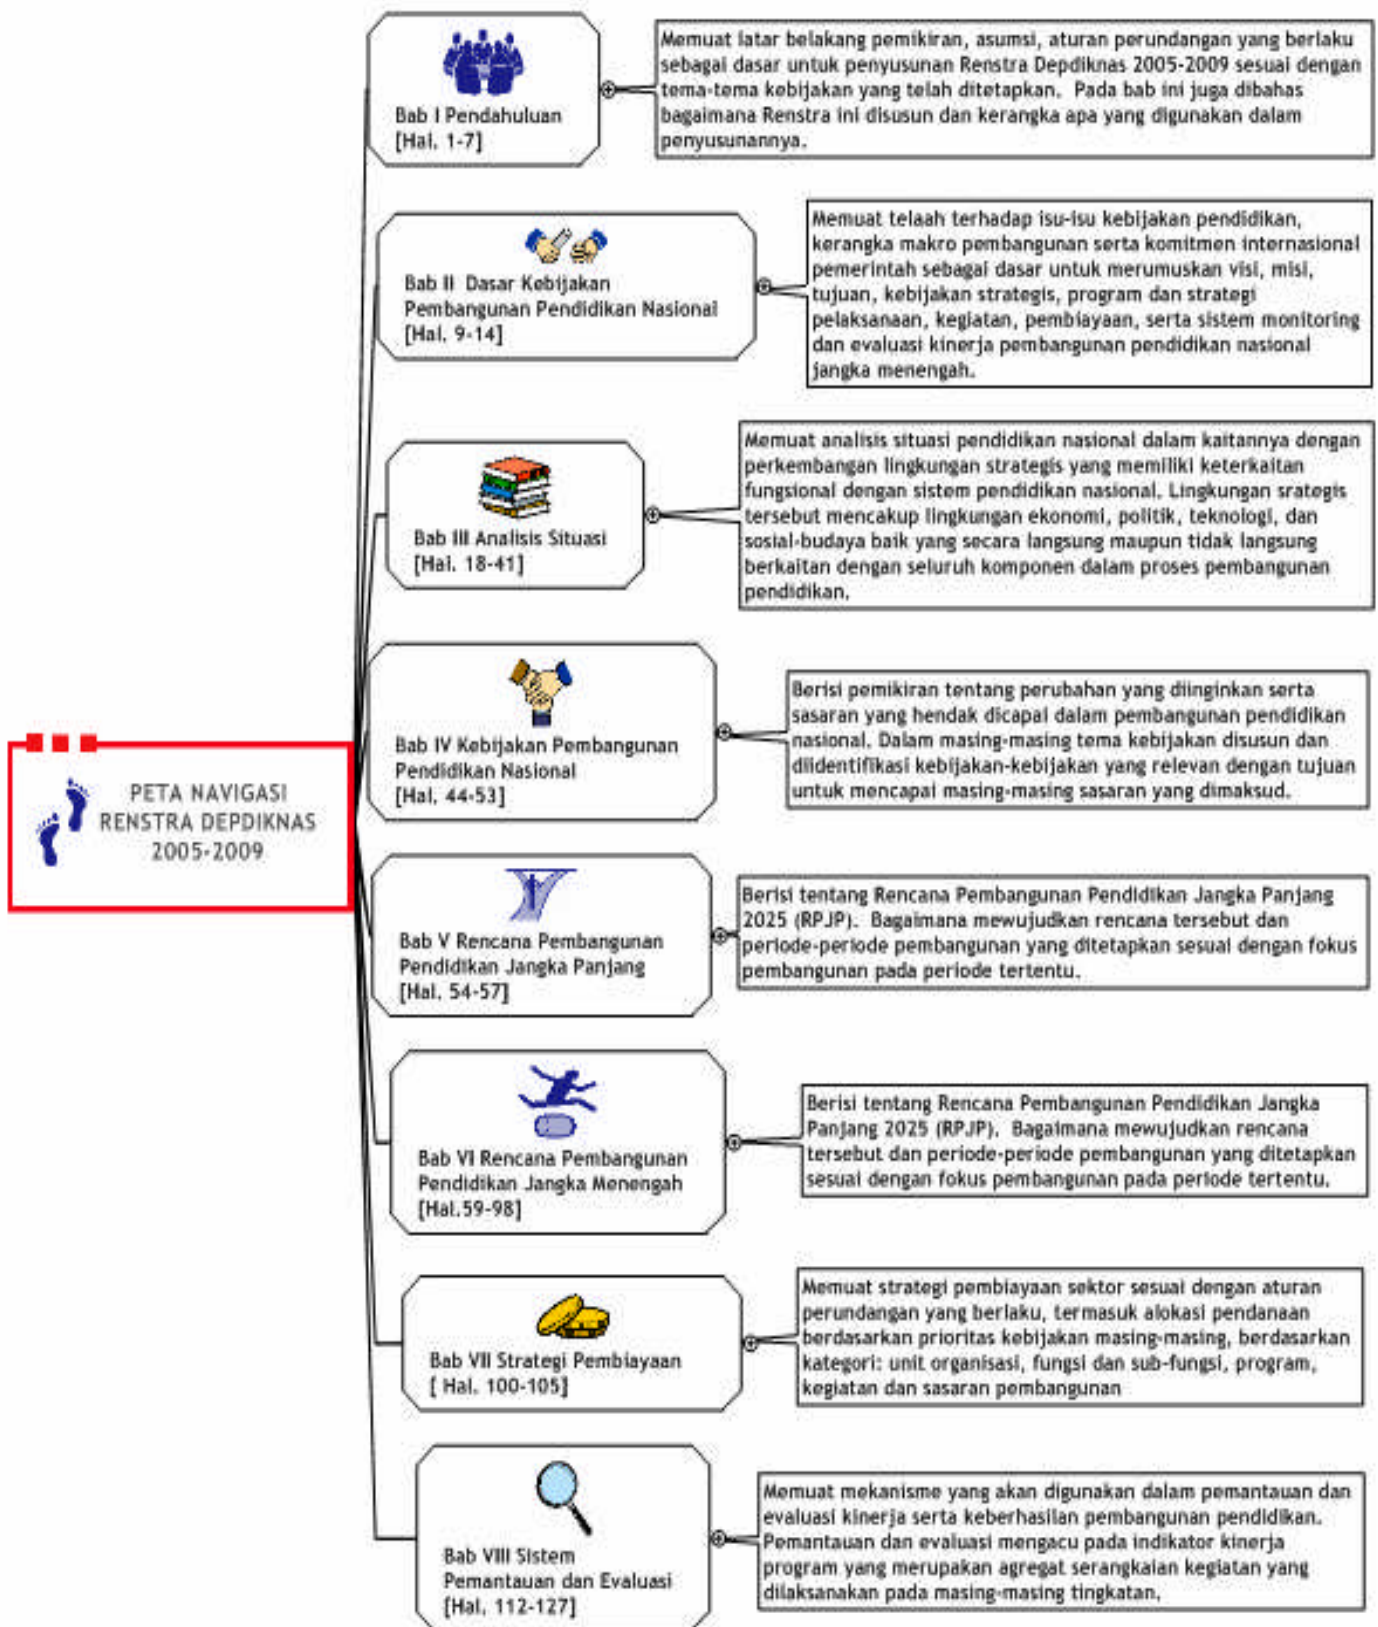 Bab I Pendahuluan
[Hal. 1-7]
Memuat latar belakang pemikiran, asumsi, aturan perundangan yang berlaku
sebagai dasar untuk penyusunan Renstra Depdiknas 2005-2009 sesuai dengan
tema-tema kebijakan yang telah ditetapkan. Pada bab ini juga dibahas
bagaimana Renstra ini disusun dan kerangka apa yang digunakan dalam
penyusunannya.
Bab II Dasar Kebijakan
Pembangunan Pendidikan Nasional
[Hal. 9-14]
Memuat telaah terhadap isu-isu kebijakan pendidikan,
kerangka makro pembangunan serta komitmen internasional
pemerintah sebagai dasar untuk merumuskan visi, misi,
tujuan, kebijakan strategis, program dan strategi
pelaksanaan, kegiatan, pembiayaan, serta sistem monitoring
dan evaluasi kinerja pembangunan pendidikan nasional
jangka menengah.
Bab III Analisis Situasi
[Hal. 18-41]
Memuat analisis situasi pendidikan nasional dalam kaitannya dengan
perkembangan lingkungan strategis yang memiliki keterkaitan
fungsional dengan sistem pendidikan nasional. Lingkungan srategis
tersebut mencakup lingkungan ekonomi, politik, teknologi, dan
sosial-budaya baik yang secara langsung maupun tidak langsung
berkaitan dengan seluruh komponen dalam proses pembangunan
pendidikan.
Bab IV Kebijakan Pembangunan
Pendidikan Nasional
[Hal. 44-53]
Berisi pemikiran tentang perubahan yang diinginkan serta
sasaran yang hendak dicapai dalam pembangunan pendidikan
nasional. Dalam masing-masing tema kebijakan disusun dan
diidentifikasi kebijakan-kebijakan yang relevan dengan tujuan
untuk mencapai masing-masing sasaran yang dimaksud.
PETA NAVIGASI
RENSTRA DEPDIKNAS
2005-2009
Bab V Rencana Pembangunan
Pendidikan Jangka Panjang
[Hal. 54-57]
Berisi tentang Rencana Pembangunan Pendidikan Jangka Panjang
2025 (RPJP). Bagaimana mewujudkan rencana tersebut dan
periode-periode pembangunan yang ditetapkan sesuai dengan fokus
pembangunan pada periode tertentu.
Bab VI Rencana Pembangunan
Pendidikan Jangka Menengah
[Hal.59-98]
Berisi tentang Rencana Pembangunan Pendidikan Jangka
Panjang 2025 (RPJP). Bagaimana mewujudkan rencana
tersebut dan periode-periode pembangunan yang ditetapkan
sesuai dengan fokus pembangunan pada periode tertentu.
Bab VII Strategi Pembiayaan
[ Hal. 100-105]
Memuat strategi pembiayaan sektor sesuai dengan aturan
perundangan yang berlaku, termasuk alokasi pendanaan
berdasarkan prioritas kebijakan masing-masing, berdasarkan
kategori: unit organisasi, fungsi dan sub-fungsi, program,
kegiatan dan sasaran pembangunan
Bab VIII Sistem
Pemantauan dan Evaluasi
[Hal. 112-127]
Memuat mekanisme yang akan digunakan dalam pemantauan dan
evaluasi kinerja serta keberhasilan pembangunan pendidikan.
Pemantauan dan evaluasi mengacu pada indikator kinerja
program yang merupakan agregat serangkaian kegiatan yang
dilaksanakan pada masing-masing tingkatan.